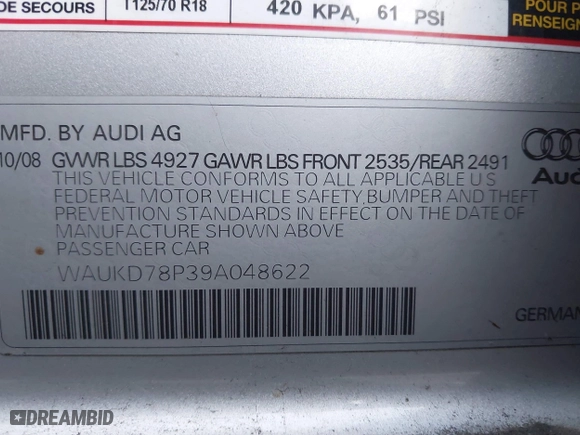 DE SECOURS T125/70 R18 420 KPA, 61 PSI
POUR
RENSEIGN
MFD. BY AUDI AG
10/08 GVWR LBS 4927 GAWR LBS FRONT 2535/REAR 2491
THIS VEHICLE CONFORMS TO ALL APPLICABLE US
FEDERAL MOTOR VEHICLE SAFETY,BUMPER AND THEFT
PREVENTION STANDARDS IN EFFECT ON THE DATE OF
MANUFACTURE SHOWN ABOVE
PASSENGER CAR
WAUKD78P39A048622
Aud
GERMAN
DREAMBID